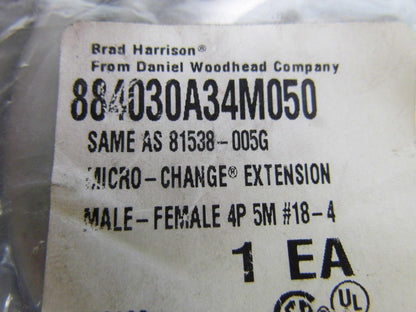 Brad Harrison®
From Daniel Woodhead Company
884030A34M050
SAME AS 81538-005G
MICRO-CHANGE® EXTENSION
MALE-FEMALE 4P 5M #18-4
1 EA
UL